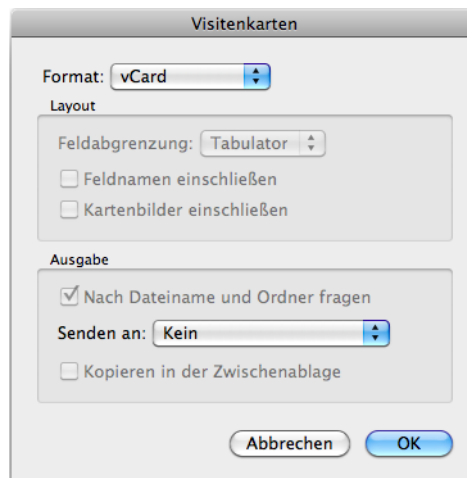 Visitenkarten
Format: vCard
Layout
Feldabgrenzung: Tabulator
Feldnamen einschließen
Kartenbilder einschließen
Ausgabe
Nach Dateiname und Ordner fragen
Senden an: Kein
Kopieren in der Zwischenablage
Abbrechen OK